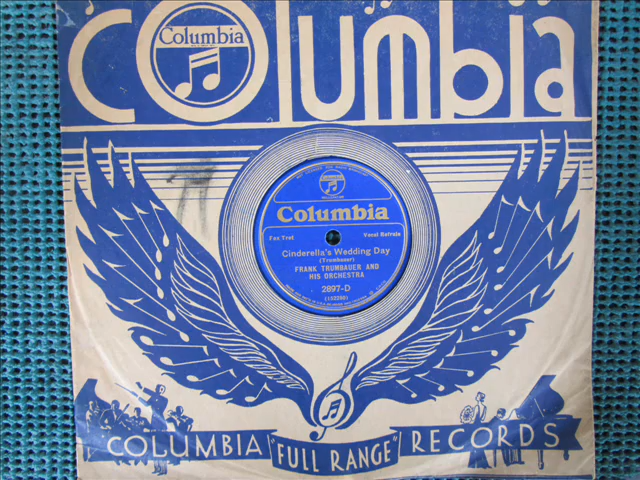 COLUMBIA
Columbia
Columbia
Fox Trot
Vocal Refrain
Cinderella's Wedding Day
(Trumbauer)
FRANK TRUMBAUER AND
HIS ORCHESTRA
2897-D
COLUMBIA "FULL RANGE" RECORDS